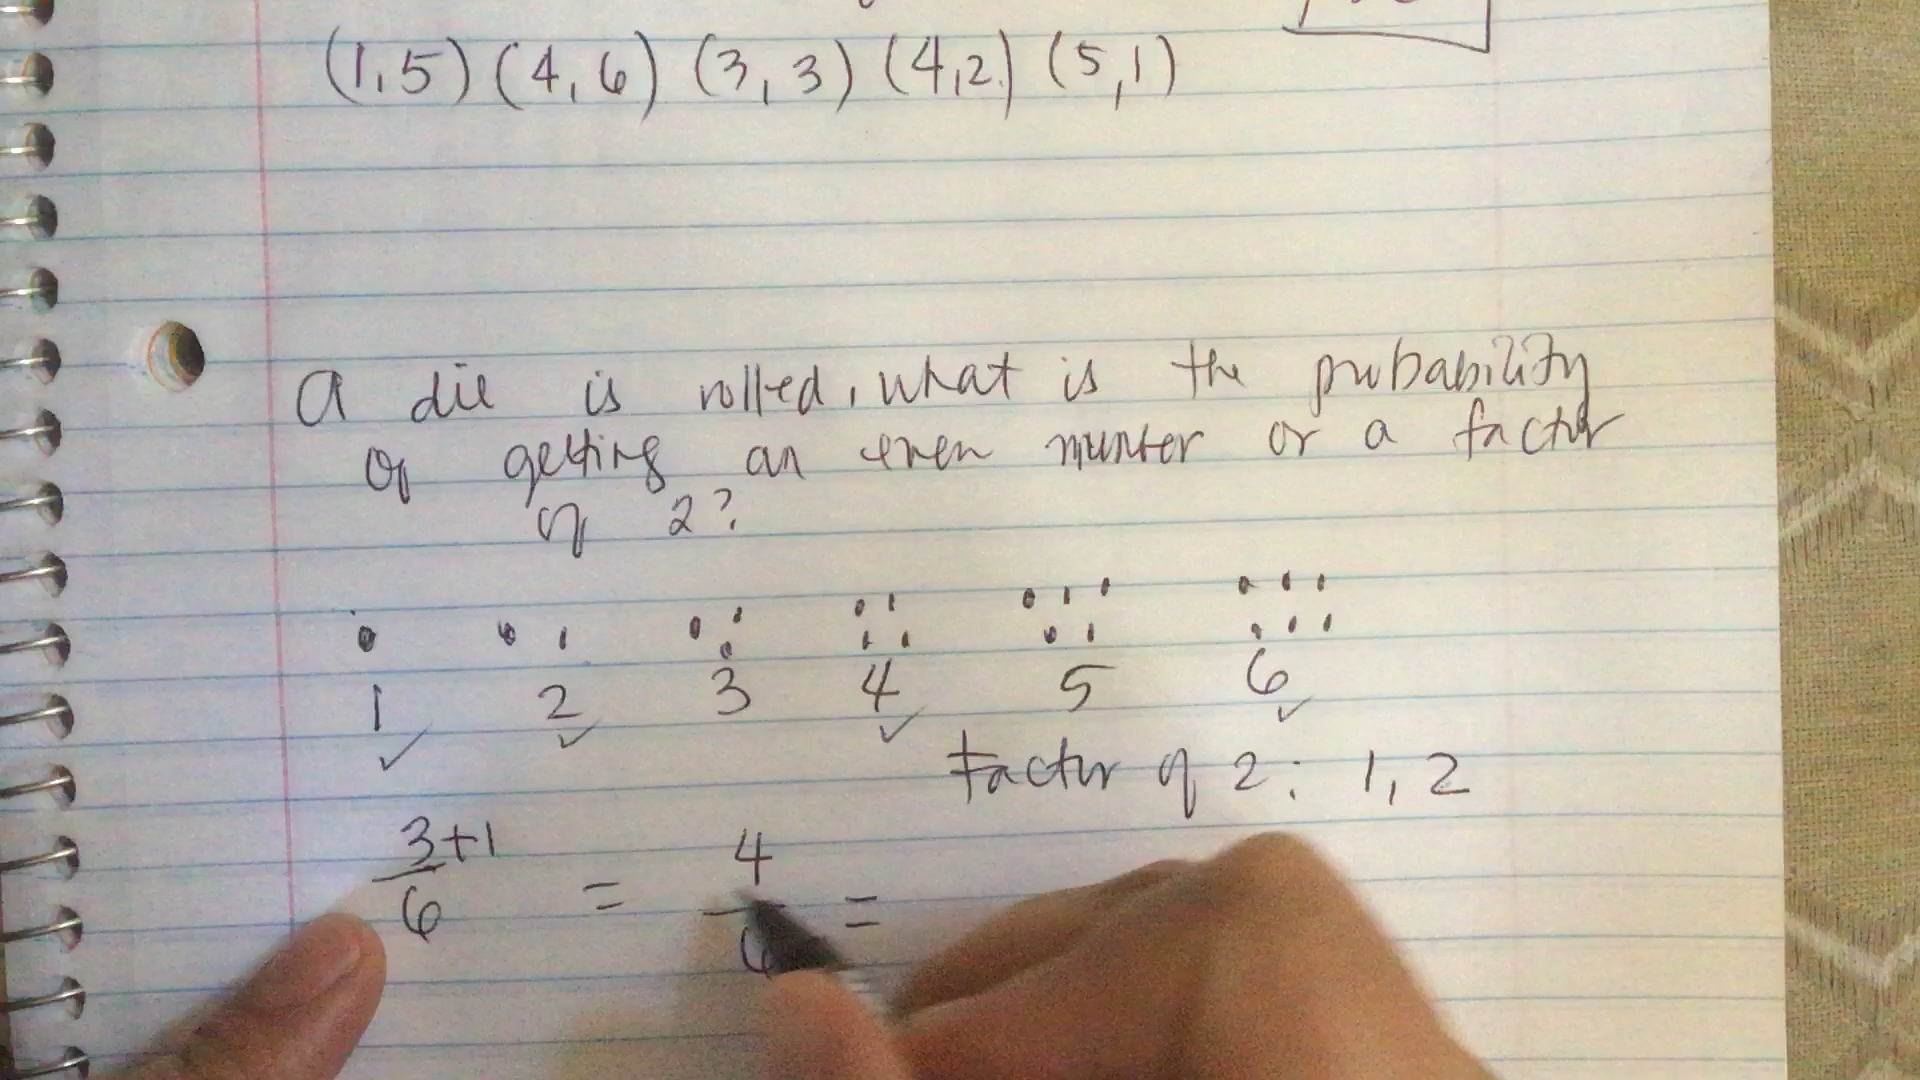 (1,5) (4,6) (3,3) (4,2) (5,1)
A die is rolled, what is the probability
of getting an even number or a factor
of 2?
1 2 3 4 5 6
Factor of 2: 1, 2
3+1/6 = 4/6 =